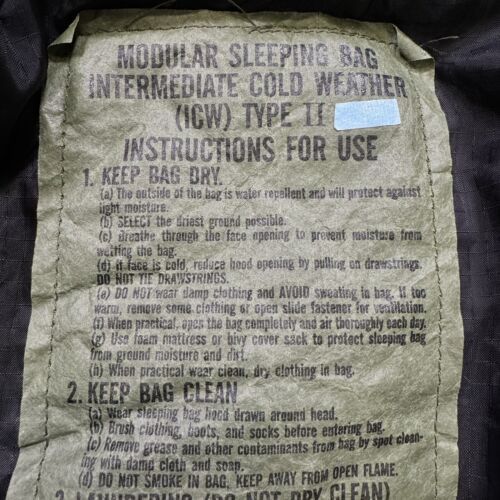 MODULAR SLEEPING BAG
INTERMEDIATE COLD WEATHER
(ICW) TYPE II
INSTRUCTIONS FOR USE
1. KEEP BAG DRY.
(a) The outside of the bag is water repellent and will protect against
light moisture.
(b) SELECT the driest ground possible.
(c) Breathe through the face opening to prevent moisture from
wetting the bag.
(d) If face is cold, reduce hood opening by pulling on drawstrings.
DO NOT TIE DRAWSTRINGS.
(e) DO NOT wear damp clothing and AVOID sweating in bag. If too
warm, remove some clothing or open slide fastener for ventilation.
(f) When practical, open the bag completely and air thoroughly each day.
(g) Use foam mattress or bivy cover sack to protect sleeping bag
from ground moisture and dirt.
(h) When practical wear clean, dry clothing in bag.
2. KEEP BAG CLEAN
(a) Wear sleeping bag hood drawn around head.
(b) Brush clothing, boots, and socks before entering bag.
(c) Remove grease and other contaminants from bag by spot clean-
ing with damp cloth and soap.
(d) DO NOT SMOKE IN BAG, KEEP AWAY FROM OPEN FLAME.
3. LAUNDERING (DO NOT DRY CLEAN)